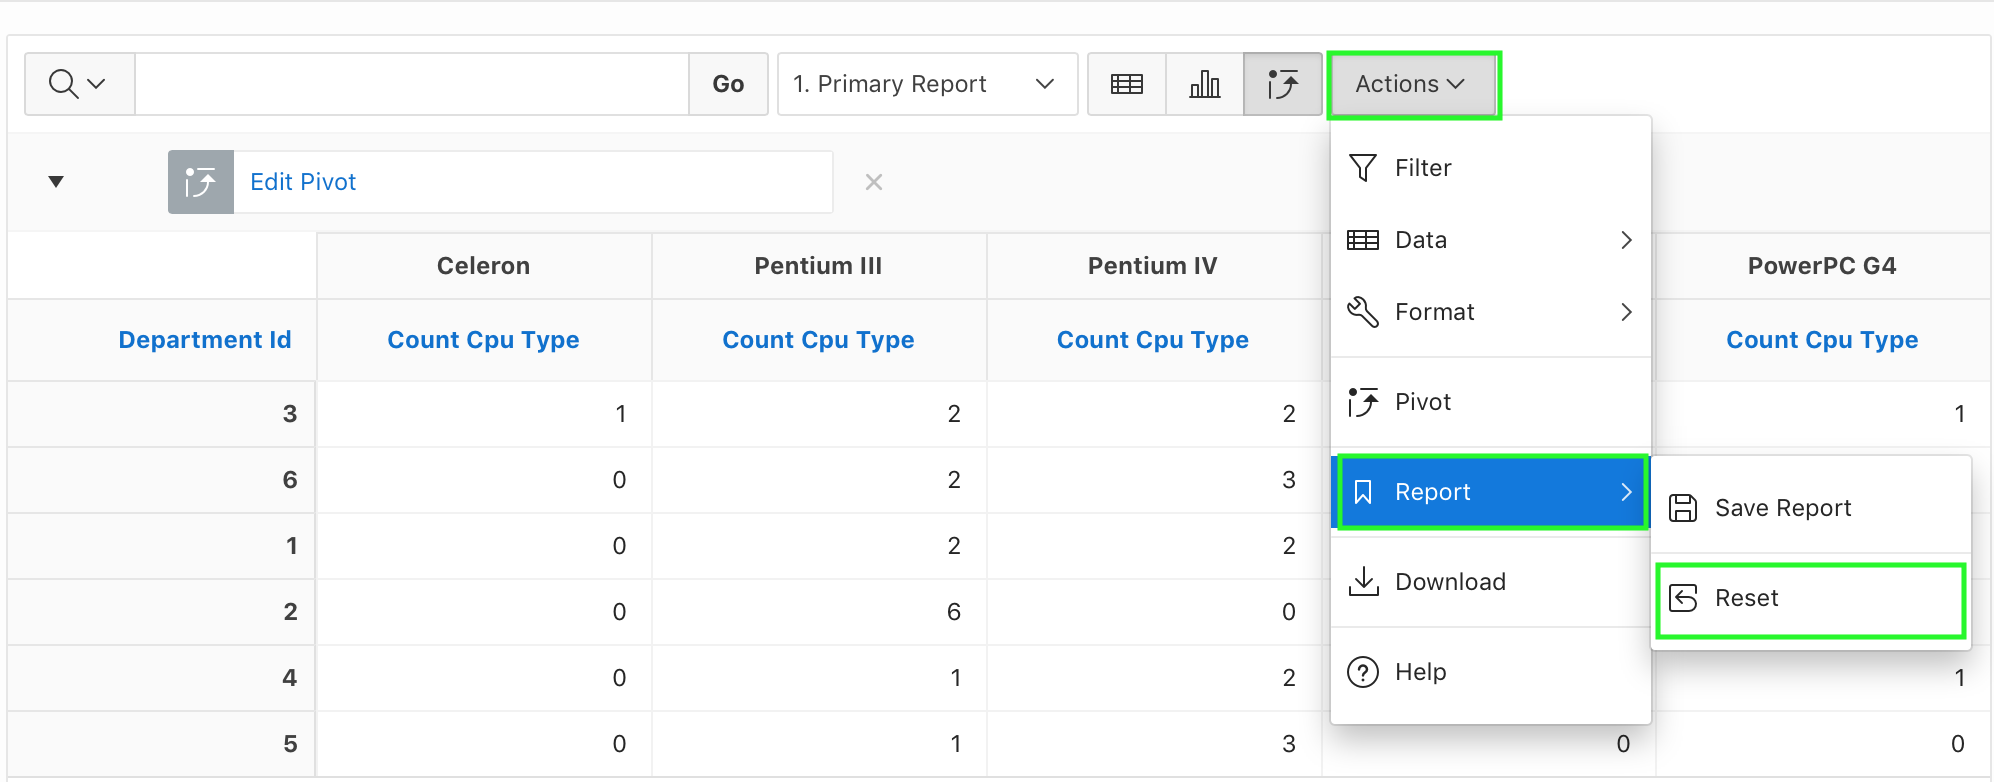 Go
1. Primary Report
Actions
Edit Pivot
Filter
Data
Format
Pivot
Report
Download
Help
Save Report
Reset
Celeron Pentium III Pentium IV PowerPC G4
Department Id Count Cpu Type Count Cpu Type Count Cpu Type Count Cpu Type
3 1 2 2 1
6 0 2 3
1 0 2 2
2 0 6 0
4 0 1 2 1
5 0 1 3 0 0